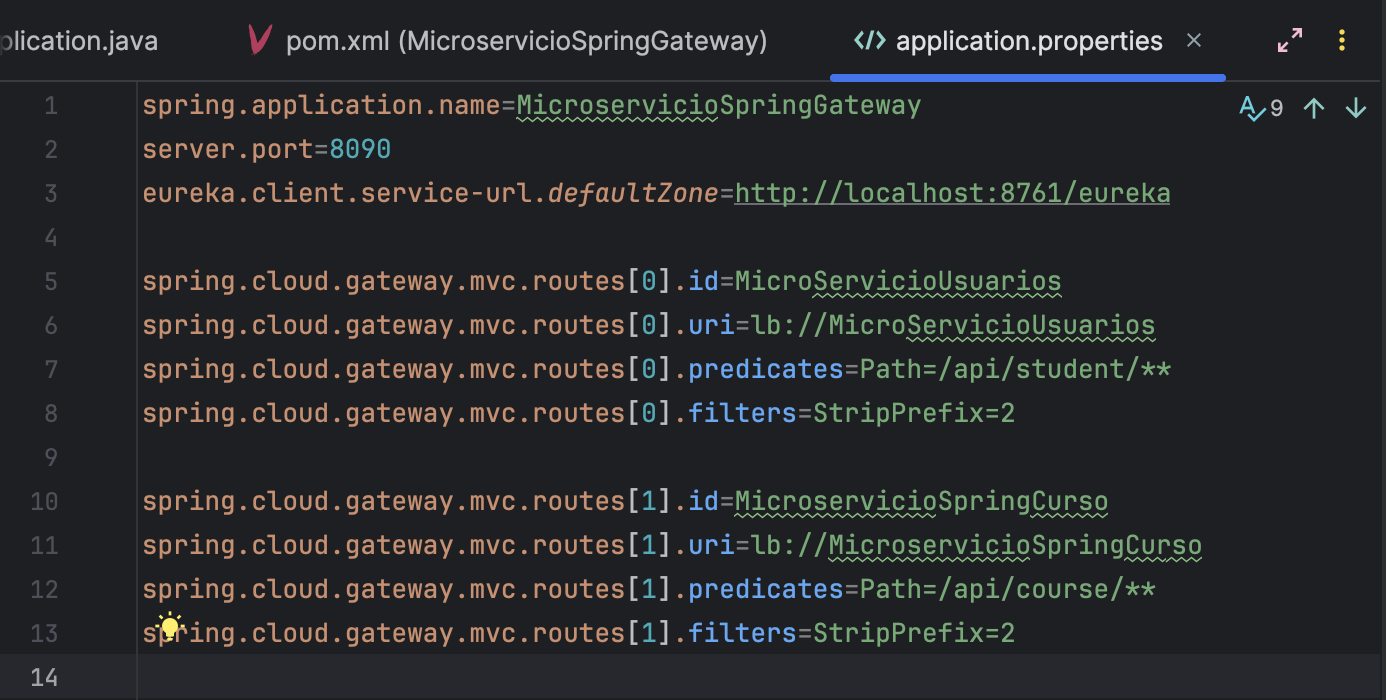 plication.java
pom.xml (MicroservicioSpringGateway)
</> application.properties ×
9
1 spring.application.name=MicroservicioSpringGateway
2 server.port=8090
3 eureka.client.service-url.defaultZone=http://localhost:8761/eureka
4
5 spring.cloud.gateway.mvc.routes[0].id=MicroServicioUsuarios
6 spring.cloud.gateway.mvc.routes[0].uri=lb://MicroServicioUsuarios
7 spring.cloud.gateway.mvc.routes[0].predicates=Path=/api/student/**
8 spring.cloud.gateway.mvc.routes[0].filters=StripPrefix=2
9
10 spring.cloud.gateway.mvc.routes[1].id=MicroservicioSpringCurso
11 spring.cloud.gateway.mvc.routes[1].uri=lb://MicroservicioSpringCurso
12 spring.cloud.gateway.mvc.routes[1].predicates=Path=/api/course/**
13 spring.cloud.gateway.mvc.routes[1].filters=StripPrefix=2
14